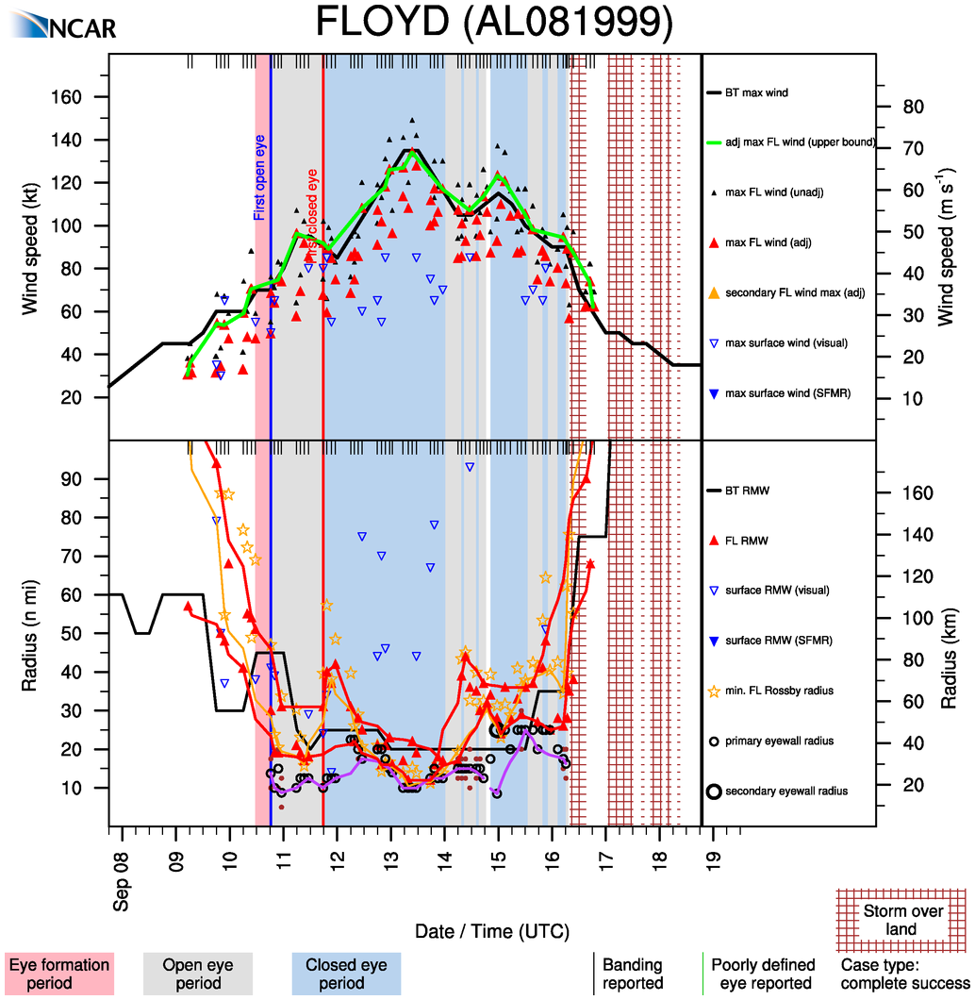 NCAR
FLOYD (AL081999)
160
140
120
100
80
60
40
20
Wind speed (kt)
First open eye
First closed eye
80
70
60
50
40
30
20
10
Wind speed (m s⁻¹)
BT max wind
adj max FL wind (upper bound)
max FL wind (unadj)
max FL wind (adj)
secondary FL wind max (adj)
max surface wind (visual)
max surface wind (SFMR)
90
80
70
60
50
40
30
20
10
Radius (n mi)
160
140
120
100
80
60
40
20
Radius (km)
BT RMW
FL RMW
surface RMW (visual)
surface RMW (SFMR)
min. FL Rossby radius
primary eyewall radius
secondary eyewall radius
Sep 08
09
10
11
12
13
14
15
16
17
18
19
Date / Time (UTC)
Storm over
land
Eye formation
period
Open eye
period
Closed eye
period
Banding
reported
Poorly defined
eye reported
Case type:
complete success